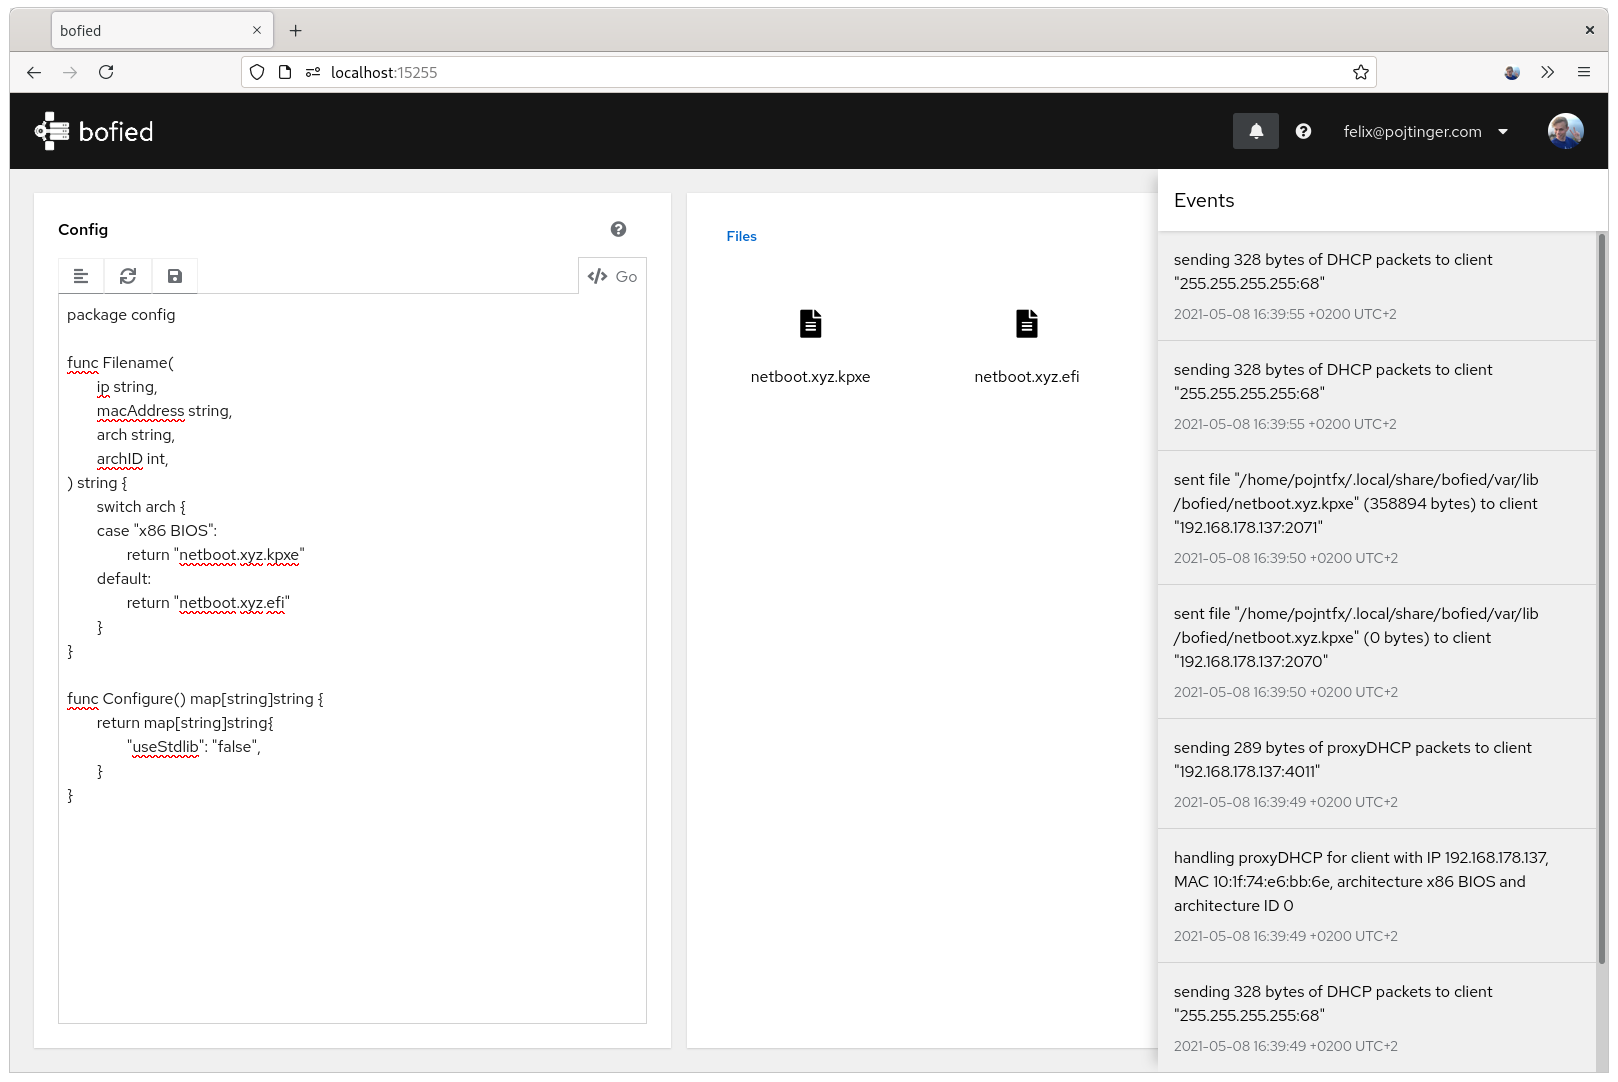 bofied
localhost:15255
bofied
felix@pojtinger.com
Config
Go
package config
func Filename(
ip string,
macAddress string,
arch string,
archID int,
) string {
switch arch {
case "x86 BIOS":
return "netboot.xyz.kpxe"
default:
return "netboot.xyz.efi"
}
}
func Configure() map[string]string {
return map[string]string{
"useStdlib": "false",
}
}
Files
netboot.xyz.kpxe
netboot.xyz.efi
Events
sending 328 bytes of DHCP packets to client
"255.255.255.255:68"
2021-05-08 16:39:55 +0200 UTC+2
sending 328 bytes of DHCP packets to client
"255.255.255.255:68"
2021-05-08 16:39:55 +0200 UTC+2
sent file "/home/pojntfx/.local/share/bofied/var/lib
/bofied/netboot.xyz.kpxe" (358894 bytes) to client
"192.168.178.137:2071"
2021-05-08 16:39:50 +0200 UTC+2
sent file "/home/pojntfx/.local/share/bofied/var/lib
/bofied/netboot.xyz.kpxe" (0 bytes) to client
"192.168.178.137:2070"
2021-05-08 16:39:50 +0200 UTC+2
sending 289 bytes of proxyDHCP packets to client
"192.168.178.137:4011"
2021-05-08 16:39:49 +0200 UTC+2
handling proxyDHCP for client with IP 192.168.178.137,
MAC 10:1f:74:e6:bb:6e, architecture x86 BIOS and
architecture ID 0
2021-05-08 16:39:49 +0200 UTC+2
sending 328 bytes of DHCP packets to client
"255.255.255.255:68"
2021-05-08 16:39:49 +0200 UTC+2